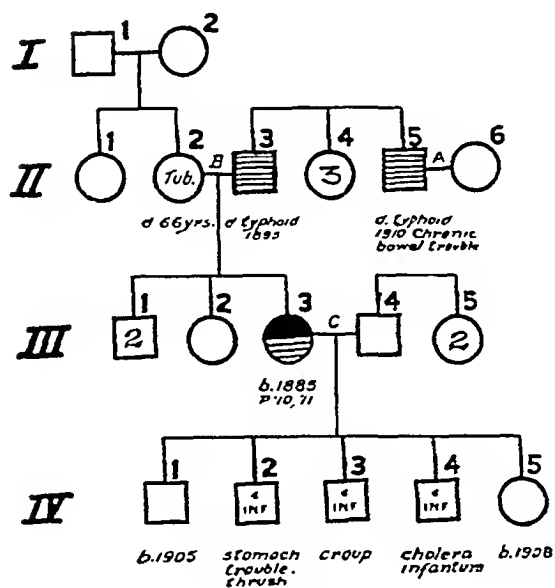 1 2
I
1 2 3 4 5 6
II Tub. B 3 A
d 66yrs. d typhoid 1895
d. typhoid
1910 Chronic
bowel trouble
1 2 3 4 5
III 2 C 2
b.1885
P 10,11
1 2 3 4 5
IV d INF d INF d INF
b.1905 stomach trouble. thrush croup cholera infantum b.1908